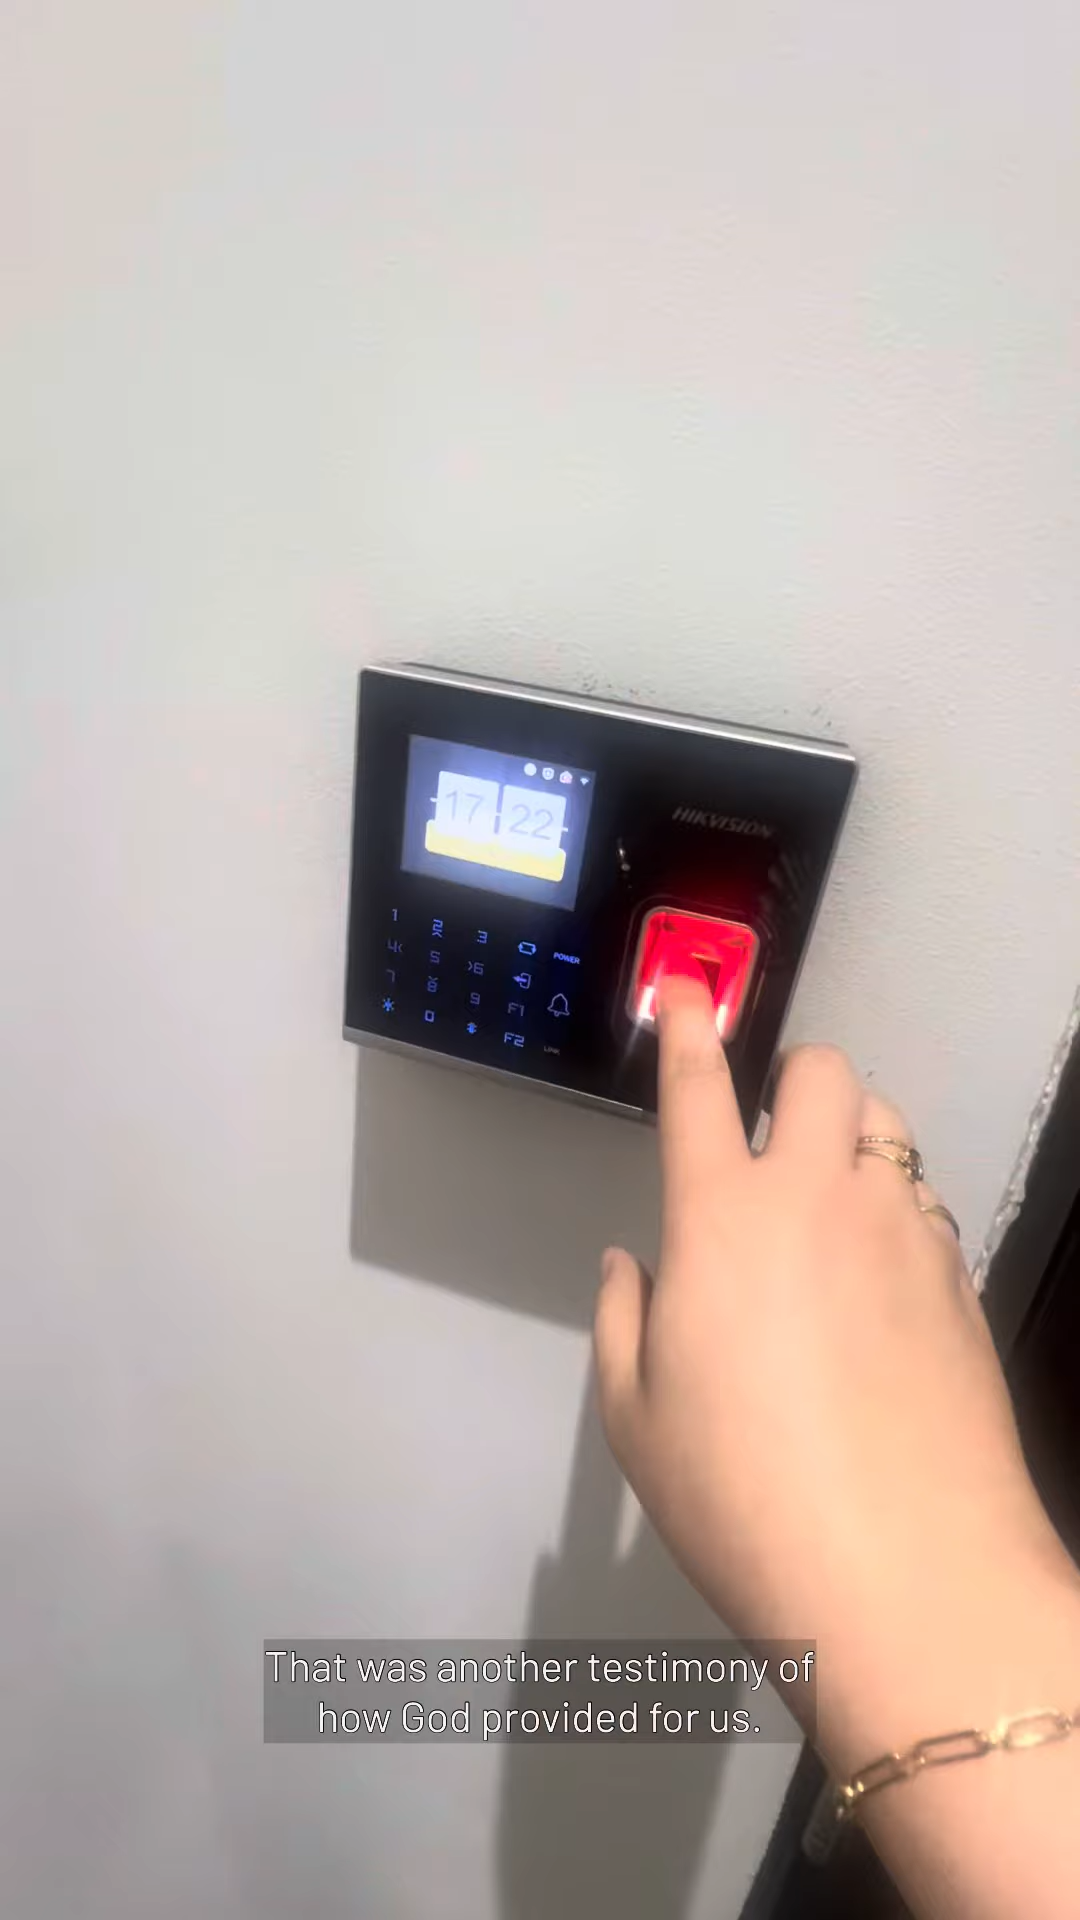 17 22
HIKVISION
1 2 3
POWER
4 5 6
7 8 9 F1
* 0 # F2
LINK
That was another testimony of
how God provided for us.